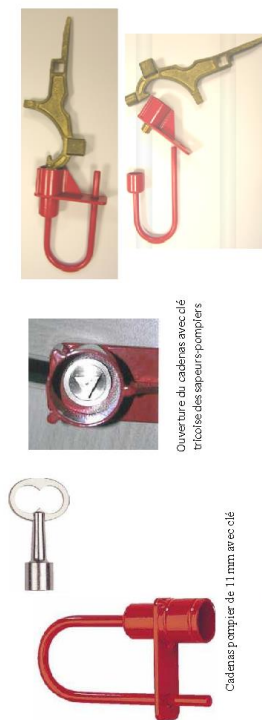 Ouverture du cadenas avec clé
tricoise des sapeurs-pompiers
Cadenas pompier de 11 mm avec clé